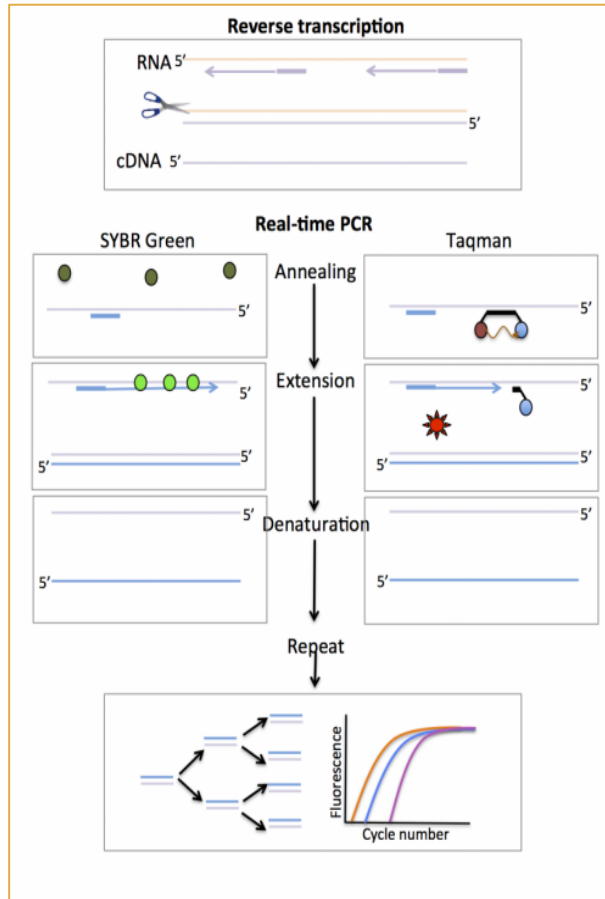 Reverse transcription
RNA 5’
5’
cDNA 5’
Real-time PCR
SYBR Green
Taqman
Annealing
5’
5’
Extension
5’
5’
5’
5’
5’
5’
Denaturation
5’
5’
5’
5’
Repeat
Fluorescence
Cycle number